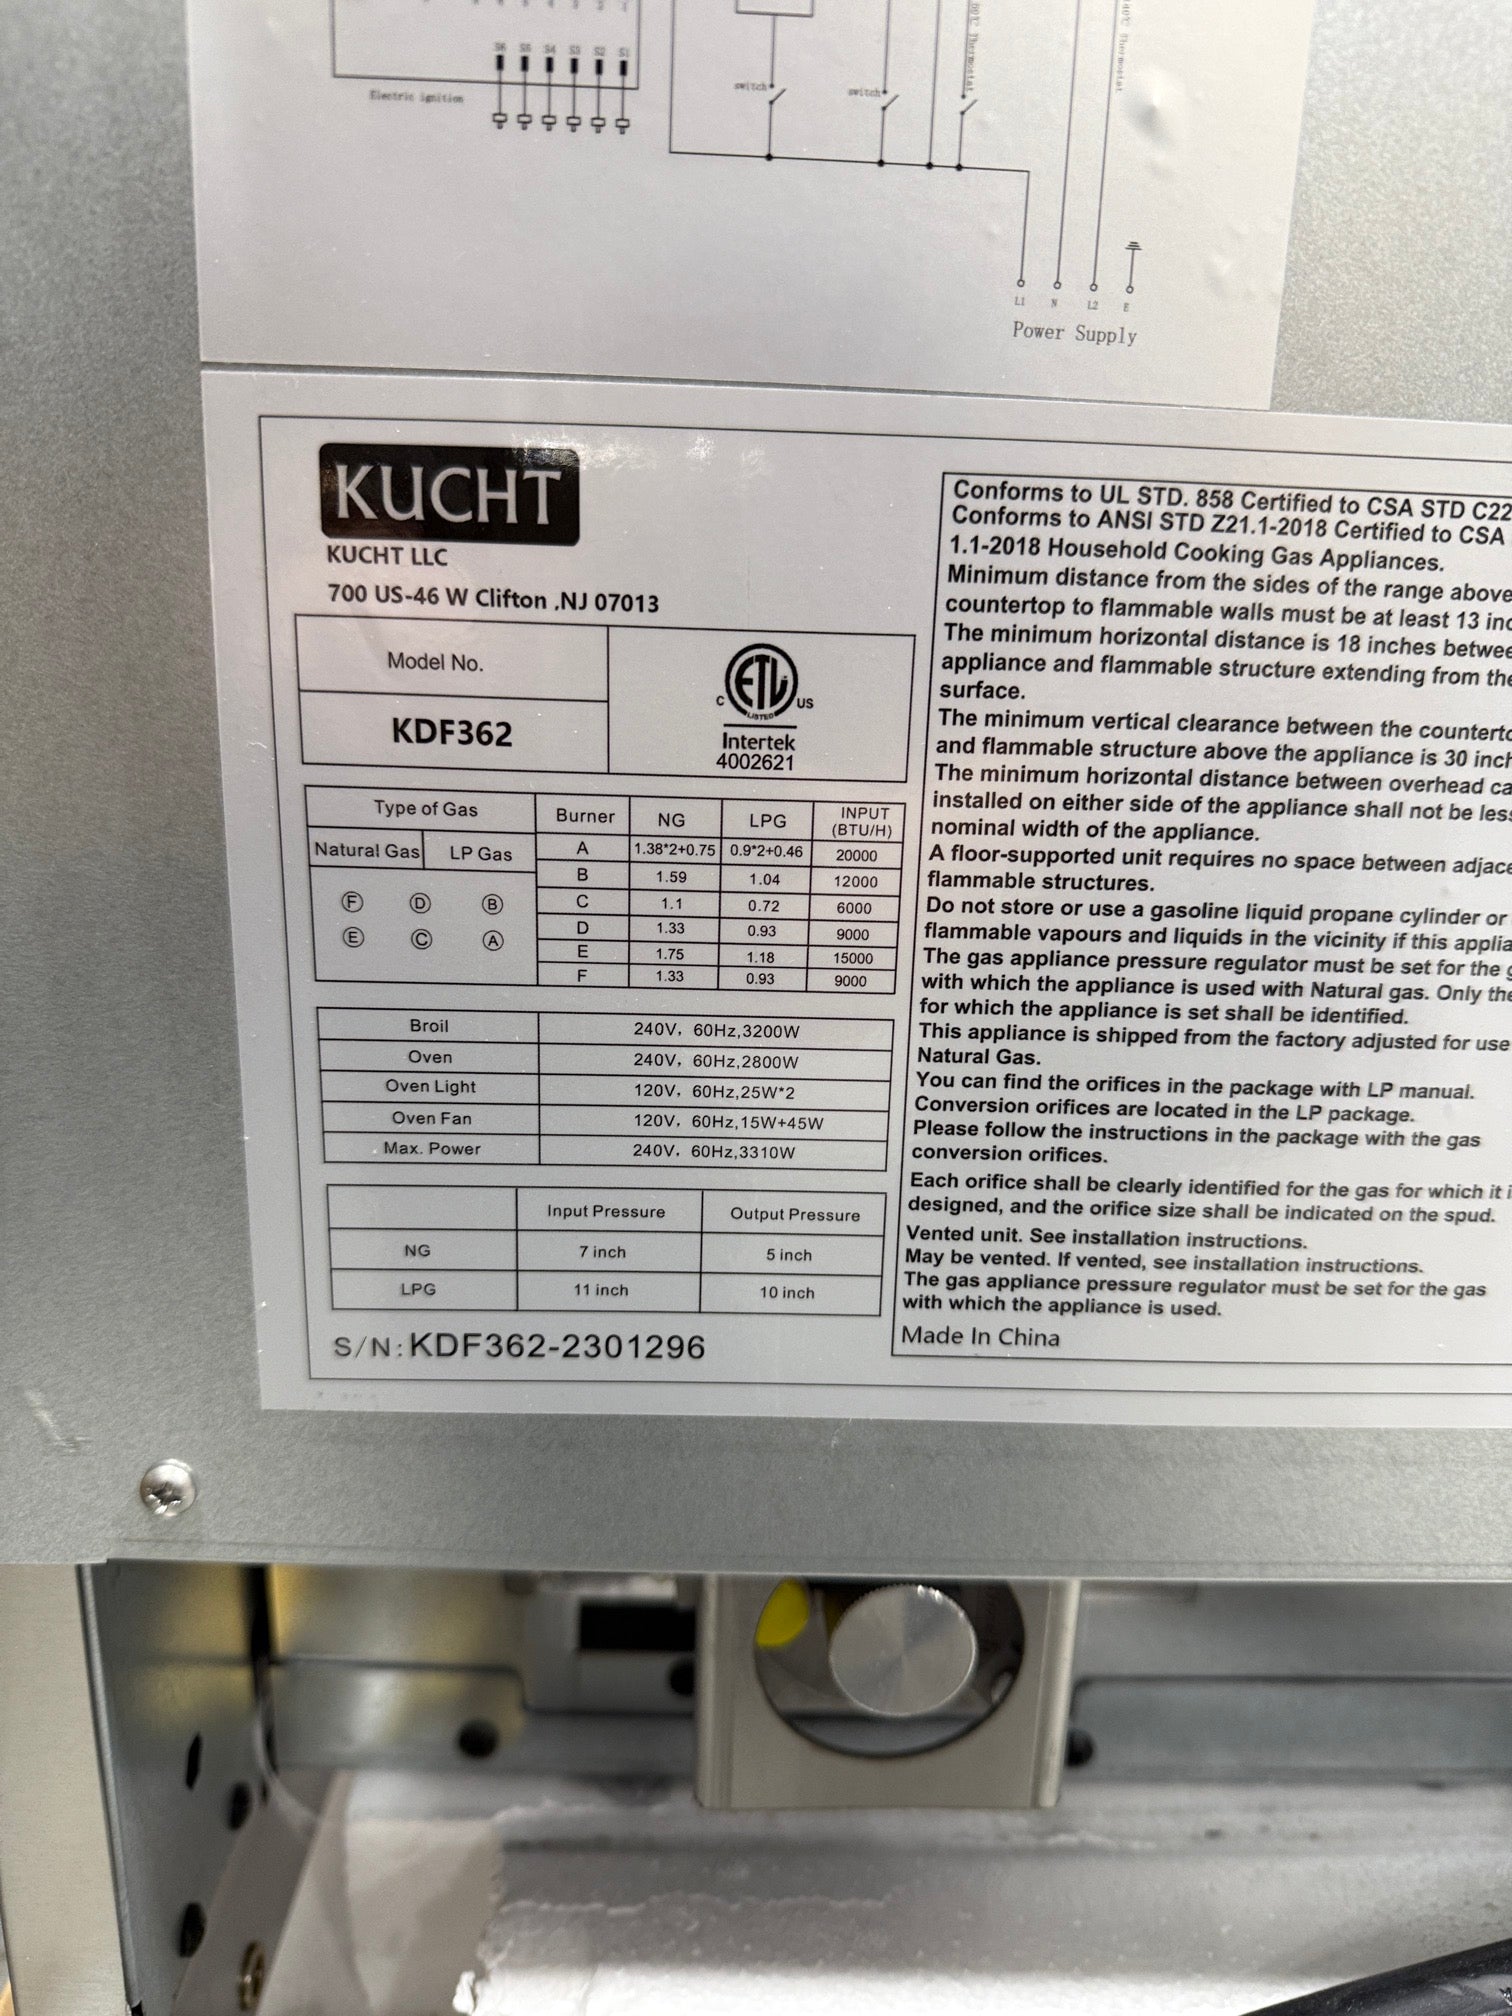 S6 S5 S4 S3 S2 S1
Electric ignition
switch
switch
Thermostat
140℃ Thermostat
L1 N L2 E
Power Supply
KUCHT
KUCHT LLC
700 US-46 W Clifton .NJ 07013
Model No.
KDF362
C ETL US
LISTED
Intertek
4002621
Type of Gas Burner NG LPG INPUT (BTU/H)
Natural Gas LP Gas
A 1.38*2+0.75 0.9*2+0.46 20000
B 1.59 1.04 12000
C 1.1 0.72 6000
D 1.33 0.93 9000
E 1.75 1.18 15000
F 1.33 0.93 9000
Ⓕ Ⓓ Ⓑ
Ⓔ Ⓒ Ⓐ
Broil 240V, 60Hz,3200W
Oven 240V, 60Hz,2800W
Oven Light 120V, 60Hz,25W*2
Oven Fan 120V, 60Hz,15W+45W
Max. Power 240V, 60Hz,3310W
Input Pressure Output Pressure
NG 7 inch 5 inch
LPG 11 inch 10 inch
S/N:KDF362-2301296
Conforms to UL STD. 858 Certified to CSA STD C22
Conforms to ANSI STD Z21.1-2018 Certified to CSA
1.1-2018 Household Cooking Gas Appliances.
Minimum distance from the sides of the range above
countertop to flammable walls must be at least 13 inc
The minimum horizontal distance is 18 inches betwee
appliance and flammable structure extending from the
surface.
The minimum vertical clearance between the counterto
and flammable structure above the appliance is 30 inch
The minimum horizontal distance between overhead ca
installed on either side of the appliance shall not be less
nominal width of the appliance.
A floor-supported unit requires no space between adjace
flammable structures.
Do not store or use a gasoline liquid propane cylinder or
flammable vapours and liquids in the vicinity if this applia
The gas appliance pressure regulator must be set for the g
with which the appliance is used with Natural gas. Only the
for which the appliance is set shall be identified.
This appliance is shipped from the factory adjusted for use
Natural Gas.
You can find the orifices in the package with LP manual.
Conversion orifices are located in the LP package.
Please follow the instructions in the package with the gas
conversion orifices.
Each orifice shall be clearly identified for the gas for which it i
designed, and the orifice size shall be indicated on the spud.
Vented unit. See installation instructions.
May be vented. If vented, see installation instructions.
The gas appliance pressure regulator must be set for the gas
with which the appliance is used.
Made In China